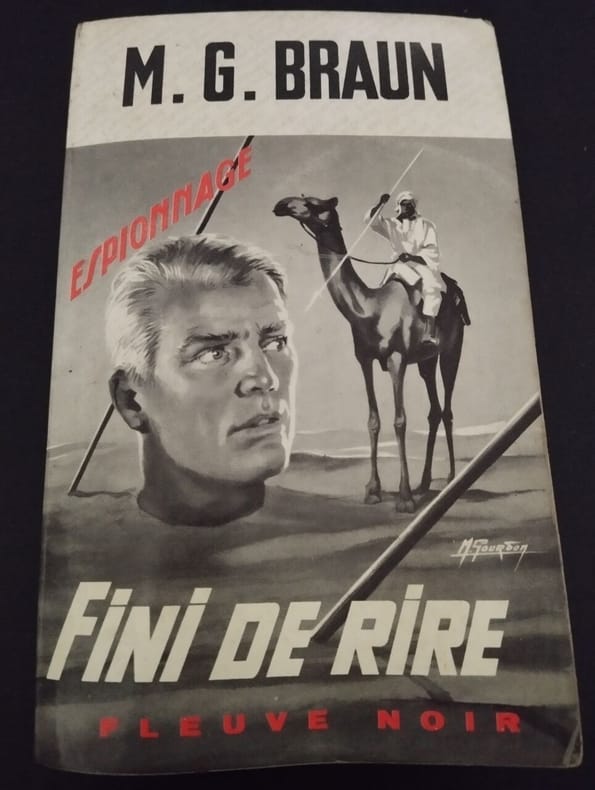 M. G. BRAUN
ESPIONNAGE
M. Gourdon
FINI DE RIRE
FLEUVE NOIR